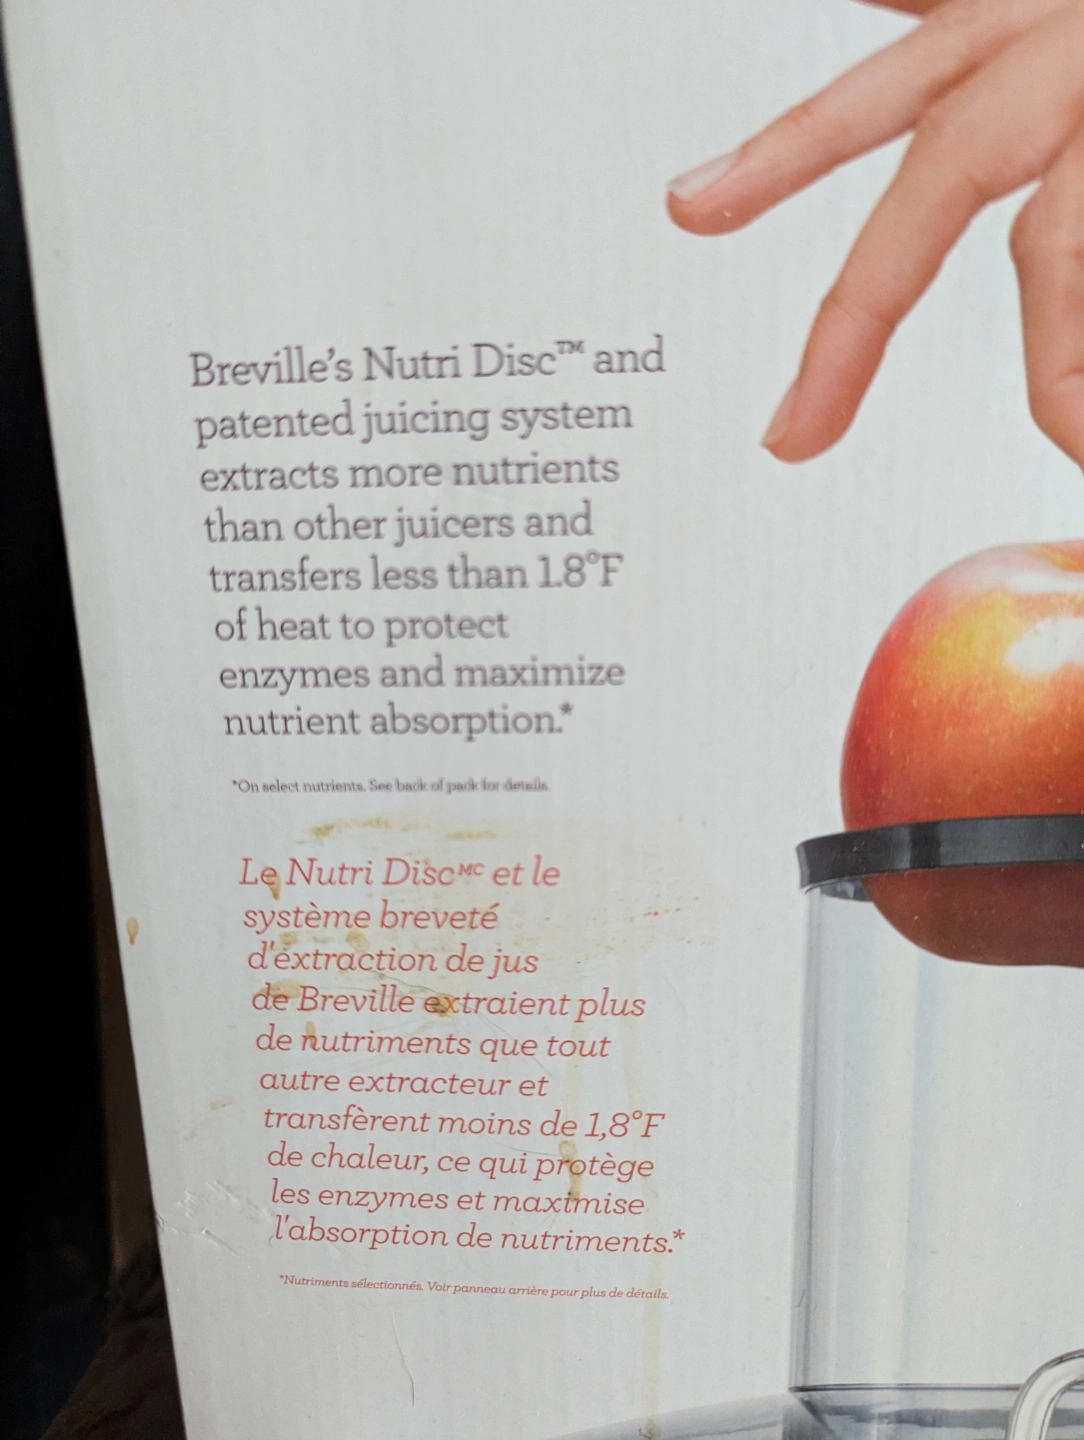 Breville's Nutri Disc™ and
patented juicing system
extracts more nutrients
than other juicers and
transfers less than 1.8°F
of heat to protect
enzymes and maximize
nutrient absorption.*
*On select nutrients. See back of pack for details.
Le Nutri Disc ᴹᶜ et le
système breveté
d'extraction de jus
de Breville extraient plus
de nutriments que tout
autre extracteur et
transfèrent moins de 1,8°F
de chaleur, ce qui protège
les enzymes et maximise
l'absorption de nutriments.*
*Nutriments sélectionnés. Voir panneau arrière pour plus de détails.